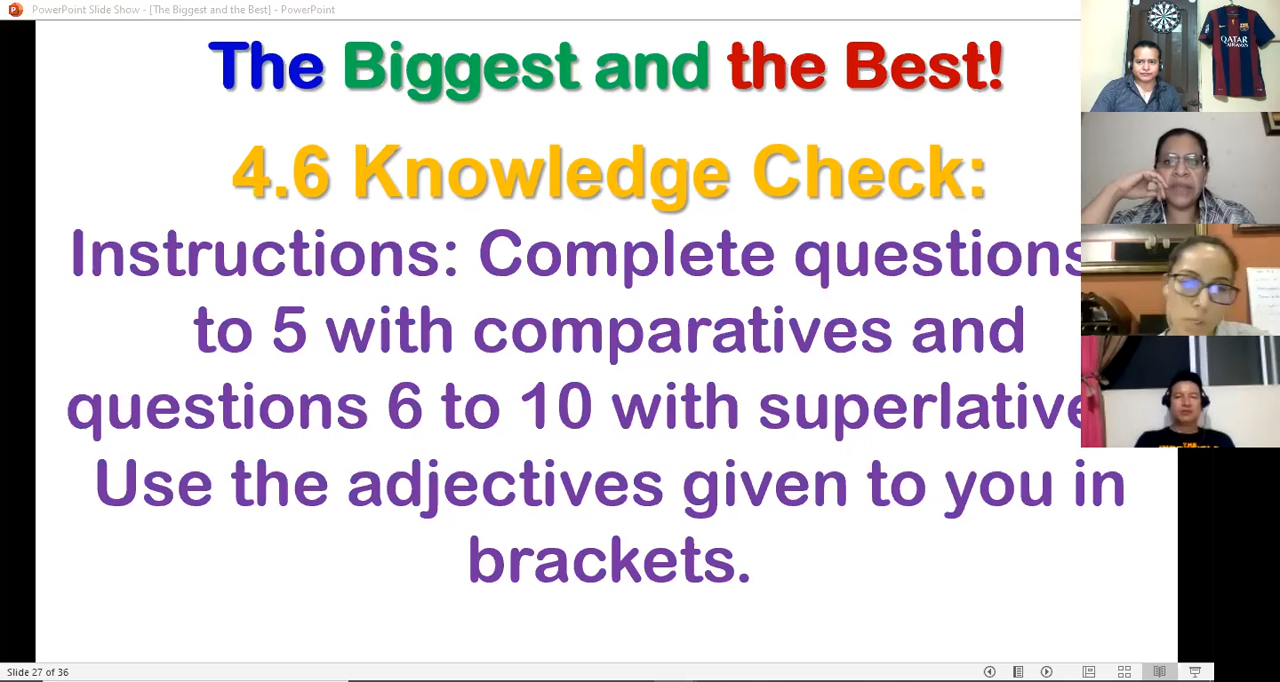 PowerPoint Slide Show - [The Biggest and the Best] - PowerPoint
The Biggest and the Best!
4.6 Knowledge Check:
Instructions: Complete questions
to 5 with comparatives and
questions 6 to 10 with superlative
Use the adjectives given to you in
brackets.
QATAR
AIRWAYS
Slide 27 of 36